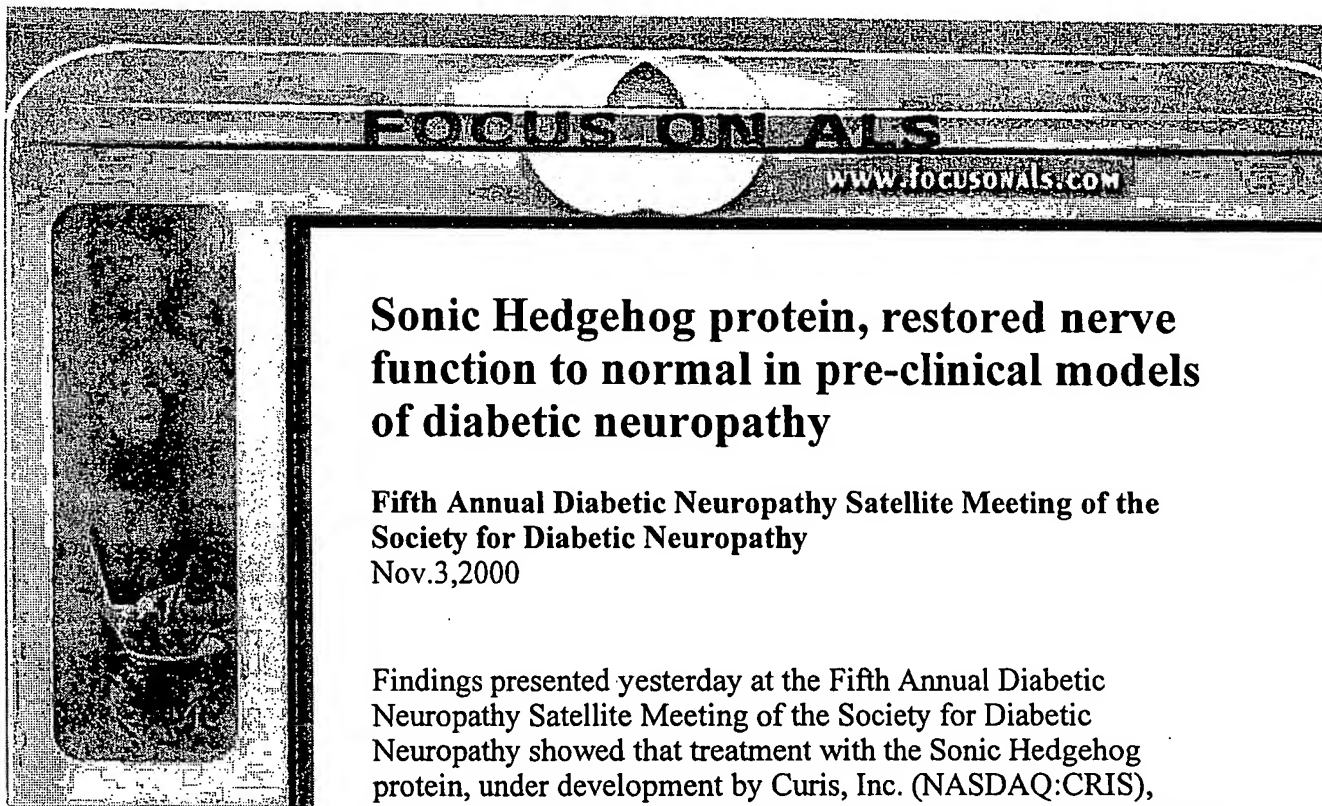 FOCUS ON ALS
www.focusonals.com
Sonic Hedgehog protein, restored nerve
function to normal in pre-clinical models
of diabetic neuropathy
Fifth Annual Diabetic Neuropathy Satellite Meeting of the
Society for Diabetic Neuropathy
Nov.3,2000
Findings presented yesterday at the Fifth Annual Diabetic
Neuropathy Satellite Meeting of the Society for Diabetic
Neuropathy showed that treatment with the Sonic Hedgehog
protein, under development by Curis, Inc. (NASDAQ:CRIS),